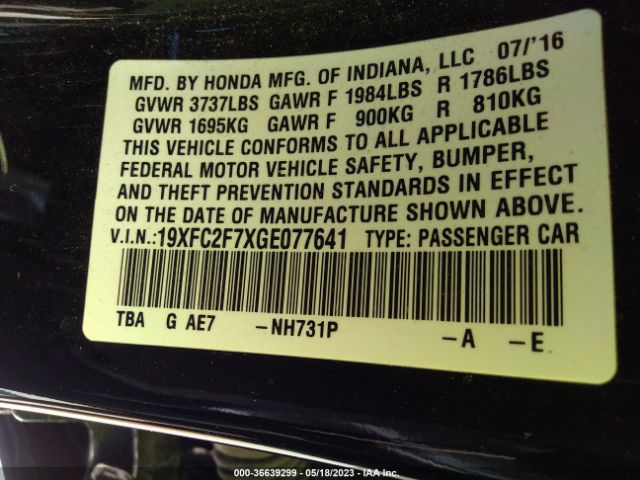 MFD. BY HONDA MFG. OF INDIANA, LLC 07/'16
GVWR 3737LBS GAWR F 1984LBS R 1786LBS
GVWR 1695KG GAWR F 900KG R 810KG
THIS VEHICLE CONFORMS TO ALL APPLICABLE
FEDERAL MOTOR VEHICLE SAFETY, BUMPER,
AND THEFT PREVENTION STANDARDS IN EFFECT
ON THE DATE OF MANUFACTURE SHOWN ABOVE.
V.I.N.:19XFC2F7XGE077641 TYPE: PASSENGER CAR
TBA G AE7 -NH731P -A -E
000-36639299 - 05/18/2023 - IAA Inc.